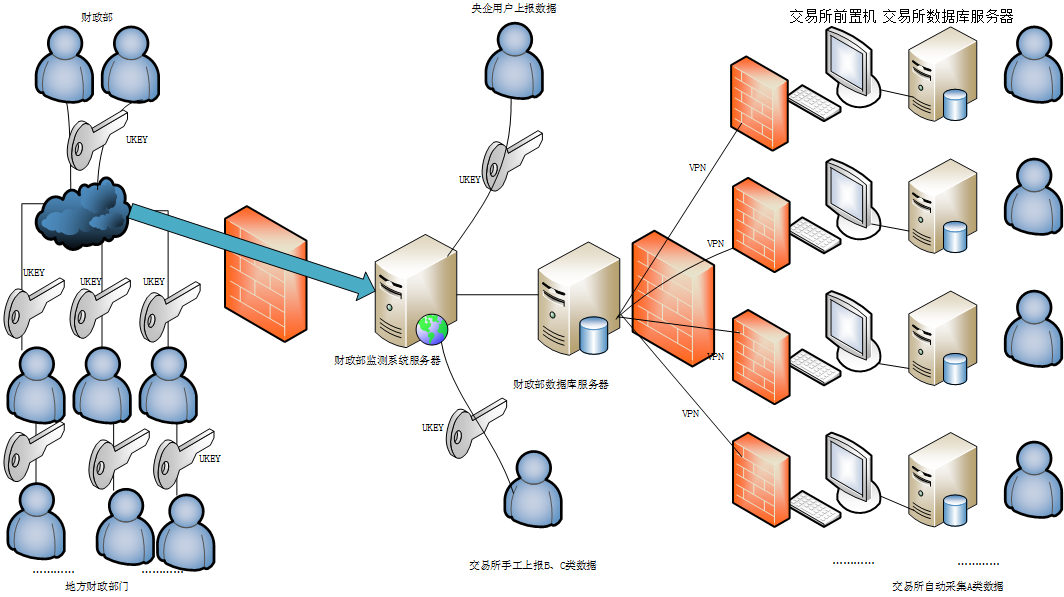 财政部
央企用户上报数据
交易所前置机 交易所数据库服务器
UKEY
VPN
UKEY
VPN
UKEY
UKEY
UKEY
财政部监测系统服务器
VPN
财政部数据库服务器
VPN
UKEY
UKEY
…………
…………
交易所手工上报B、C类数据
…………
…………
地方财政部门
交易所自动采集A类数据